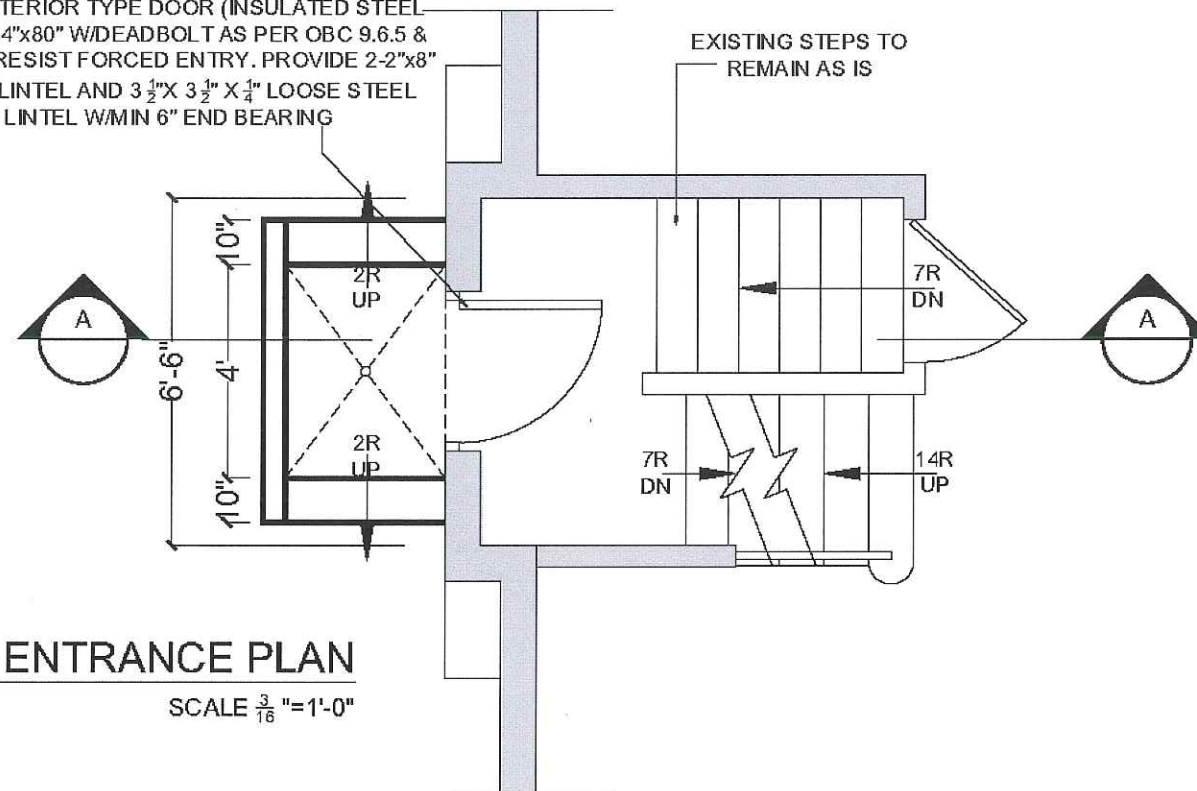 TERIOR TYPE DOOR (INSULATED STEEL
4"x80" W/DEADBOLT AS PER OBC 9.6.5 &
RESIST FORCED ENTRY. PROVIDE 2-2"x8"
LINTEL AND 3 1/2"X 3 1/2" X 1/4" LOOSE STEEL
LINTEL W/MIN 6" END BEARING
EXISTING STEPS TO
REMAIN AS IS
10"
2R
UP
7R
DN
A
A
6'-6"
4'
2R
UP
7R
DN
14R
UP
10"
ENTRANCE PLAN
SCALE 3/16 "=1'-0"